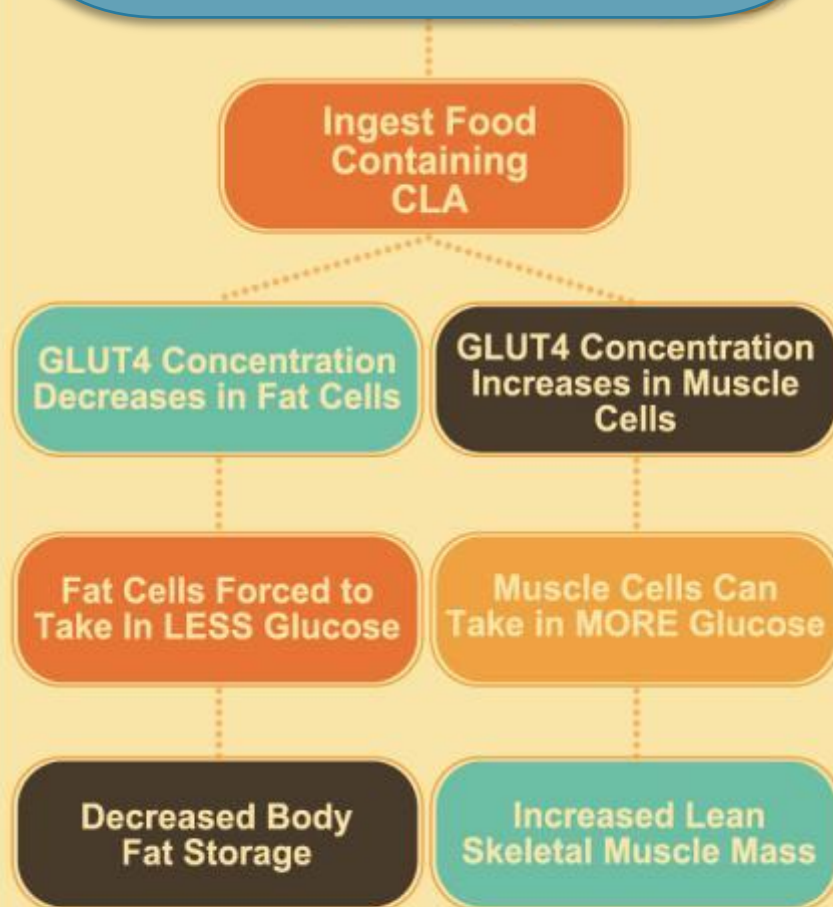 Ingest Food
Containing
CLA
GLUT4 Concentration
Decreases in Fat Cells
GLUT4 Concentration
Increases in Muscle
Cells
Fat Cells Forced to
Take In LESS Glucose
Muscle Cells Can
Take in MORE Glucose
Decreased Body
Fat Storage
Increased Lean
Skeletal Muscle Mass